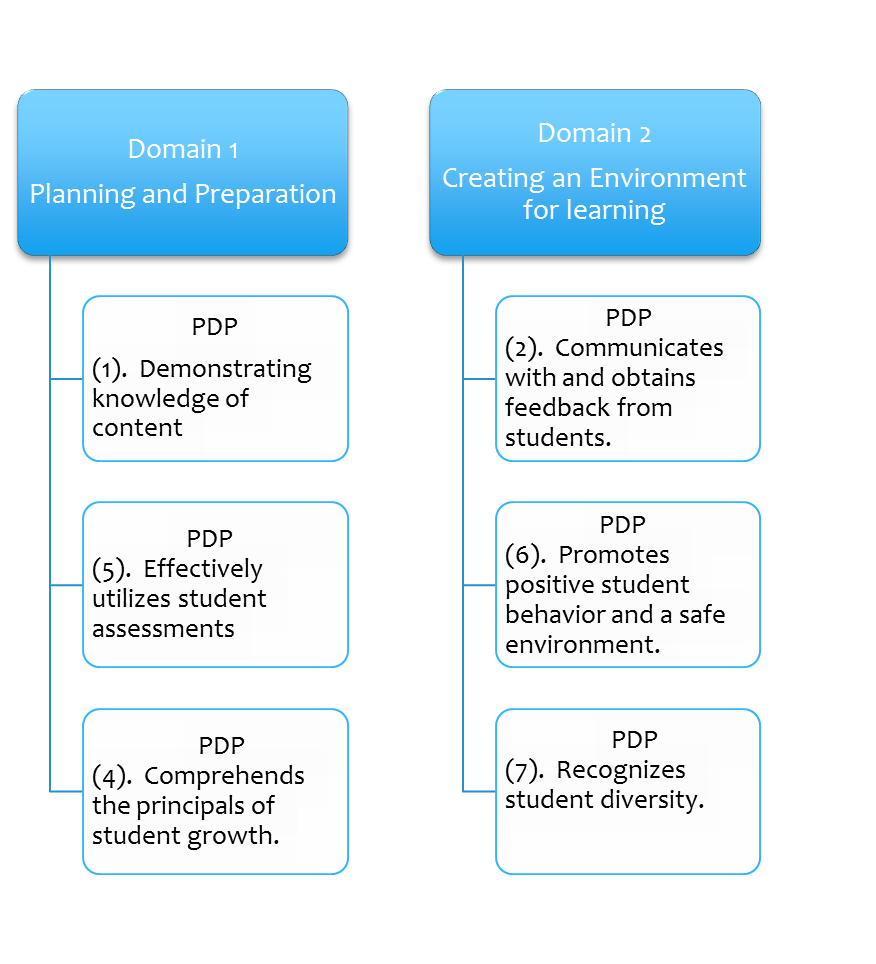 Domain 1
Planning and Preparation
PDP
(1).  Demonstrating
knowledge of
content
PDP
(5).  Effectively
utilizes student
assessments
PDP
(4).  Comprehends
the principals of
student growth.
Domain 2
Creating an Environment
for learning
PDP
(2).  Communicates
with and obtains
feedback from
students.
PDP
(6).  Promotes
positive student
behavior and a safe
environment.
PDP
(7).  Recognizes
student diversity.